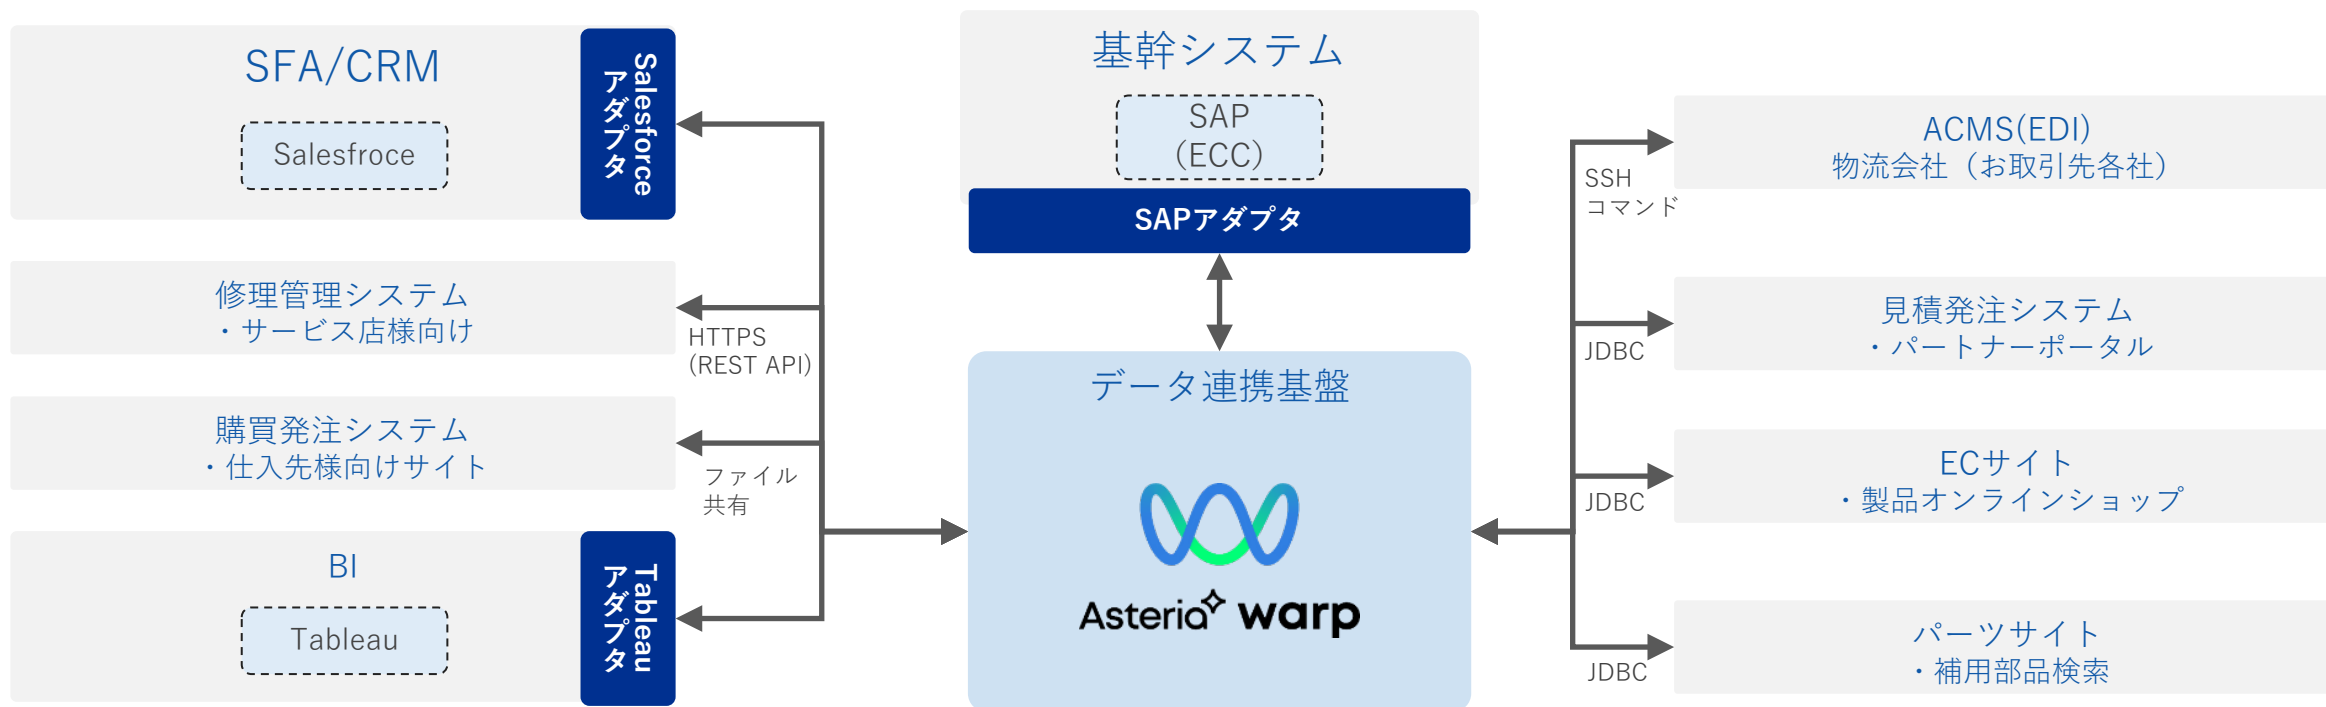 SFA/CRM
Salesfroce
Salesforce
アダプタ
修理管理システム
・サービス店様向け
HTTPS
(REST API)
購買発注システム
・仕入先様向けサイト
ファイル
共有
BI
Tableau
Tableau
アダプタ
基幹システム
SAP
（ECC）
SAPアダプタ
データ連携基盤
Asteria warp
ACMS(EDI)
物流会社（お取引先各社）
SSH
コマンド
見積発注システム
・パートナーポータル
JDBC
ECサイト
・製品オンラインショップ
JDBC
パーツサイト
・補用部品検索
JDBC